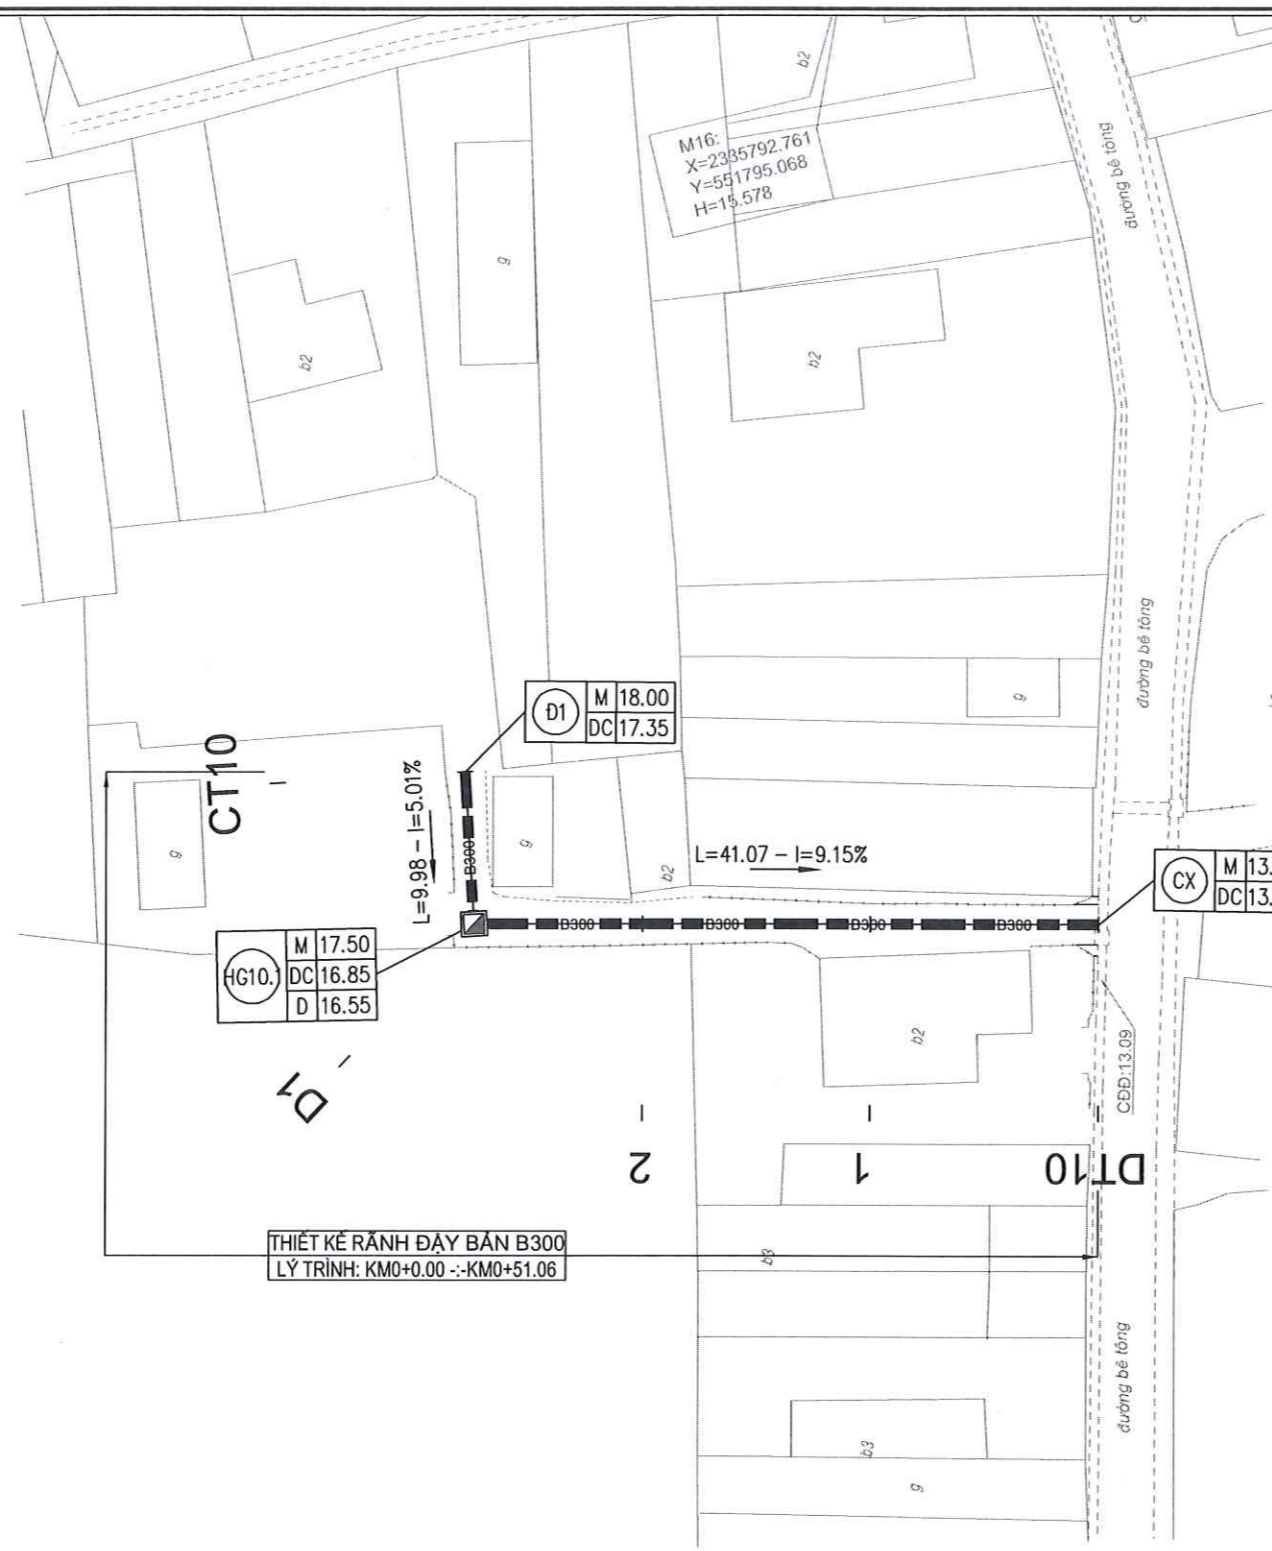 b2
M16:
X=2335792.761
Y=551795.068
H=15.578
đường bê tông
g
b2
b2
đường bê tông
g
Đ1 M 18.00
DC 17.35
CT10
L=9.98 - I=5.01%
B300
g
g
b2
L=41.07 - I=9.15%
CX M 13.
DC 13.
B300 B300 B300 B300
HG10. M 17.50
DC 16.85
D 16.55
b2
CĐĐ:13.09
D1
2 1 DT10
THIẾT KẾ RÃNH ĐẬY BẢN B300
LÝ TRÌNH: KM0+0.00 -:-KM0+51.06
b3
đường bê tông
b3
g